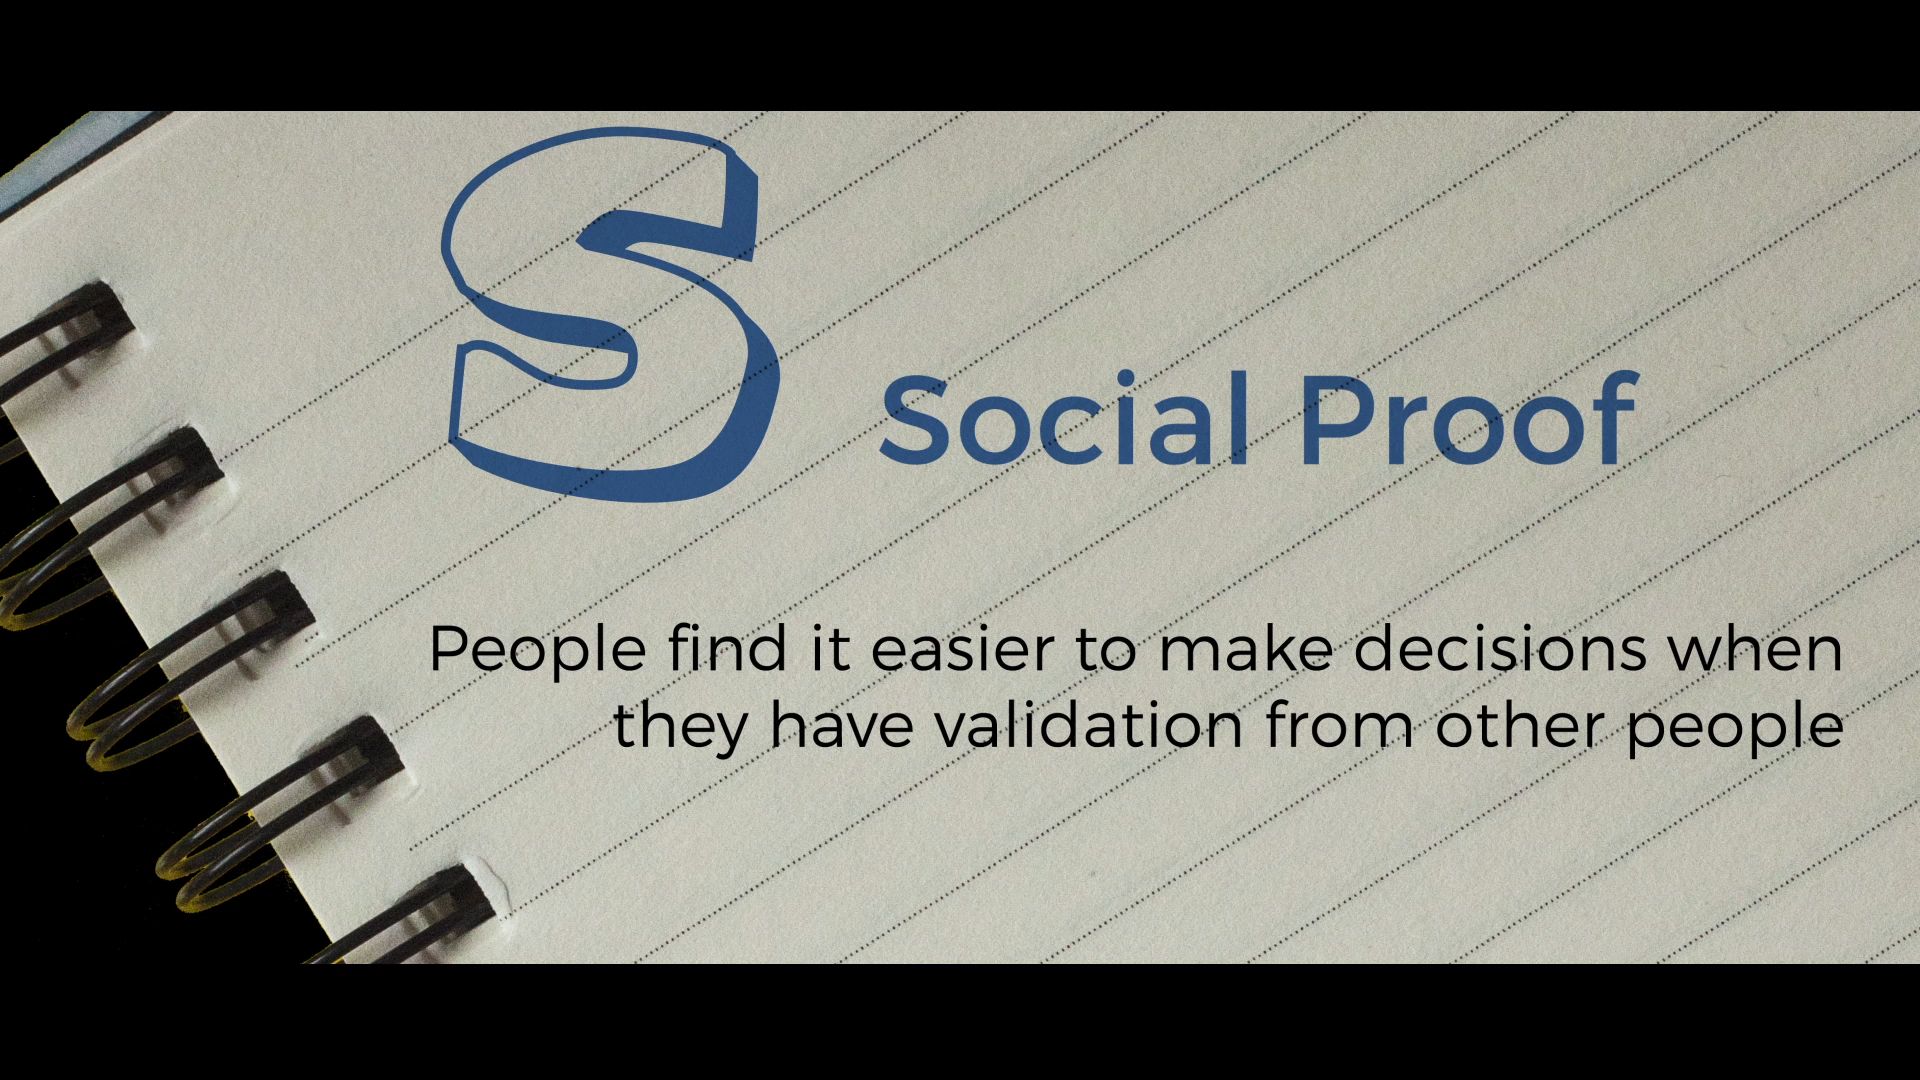 S
Social Proof
People find it easier to make decisions when
they have validation from other people